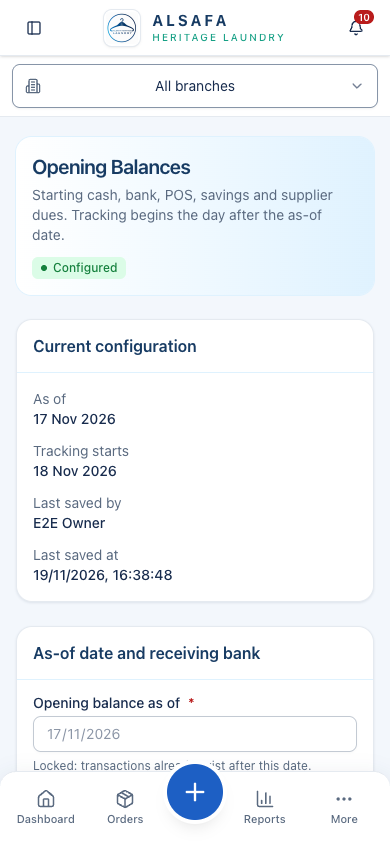 ALSAFA
HERITAGE LAUNDRY
10
All branches
Opening Balances
Starting cash, bank, POS, savings and supplier
dues. Tracking begins the day after the as-of
date.
Configured
Current configuration
As of
17 Nov 2026
Tracking starts
18 Nov 2026
Last saved by
E2E Owner
Last saved at
19/11/2026, 16:38:48
As-of date and receiving bank
Opening balance as of *
17/11/2026
Locked: transactions after this date.
Dashboard
Orders
Reports
More